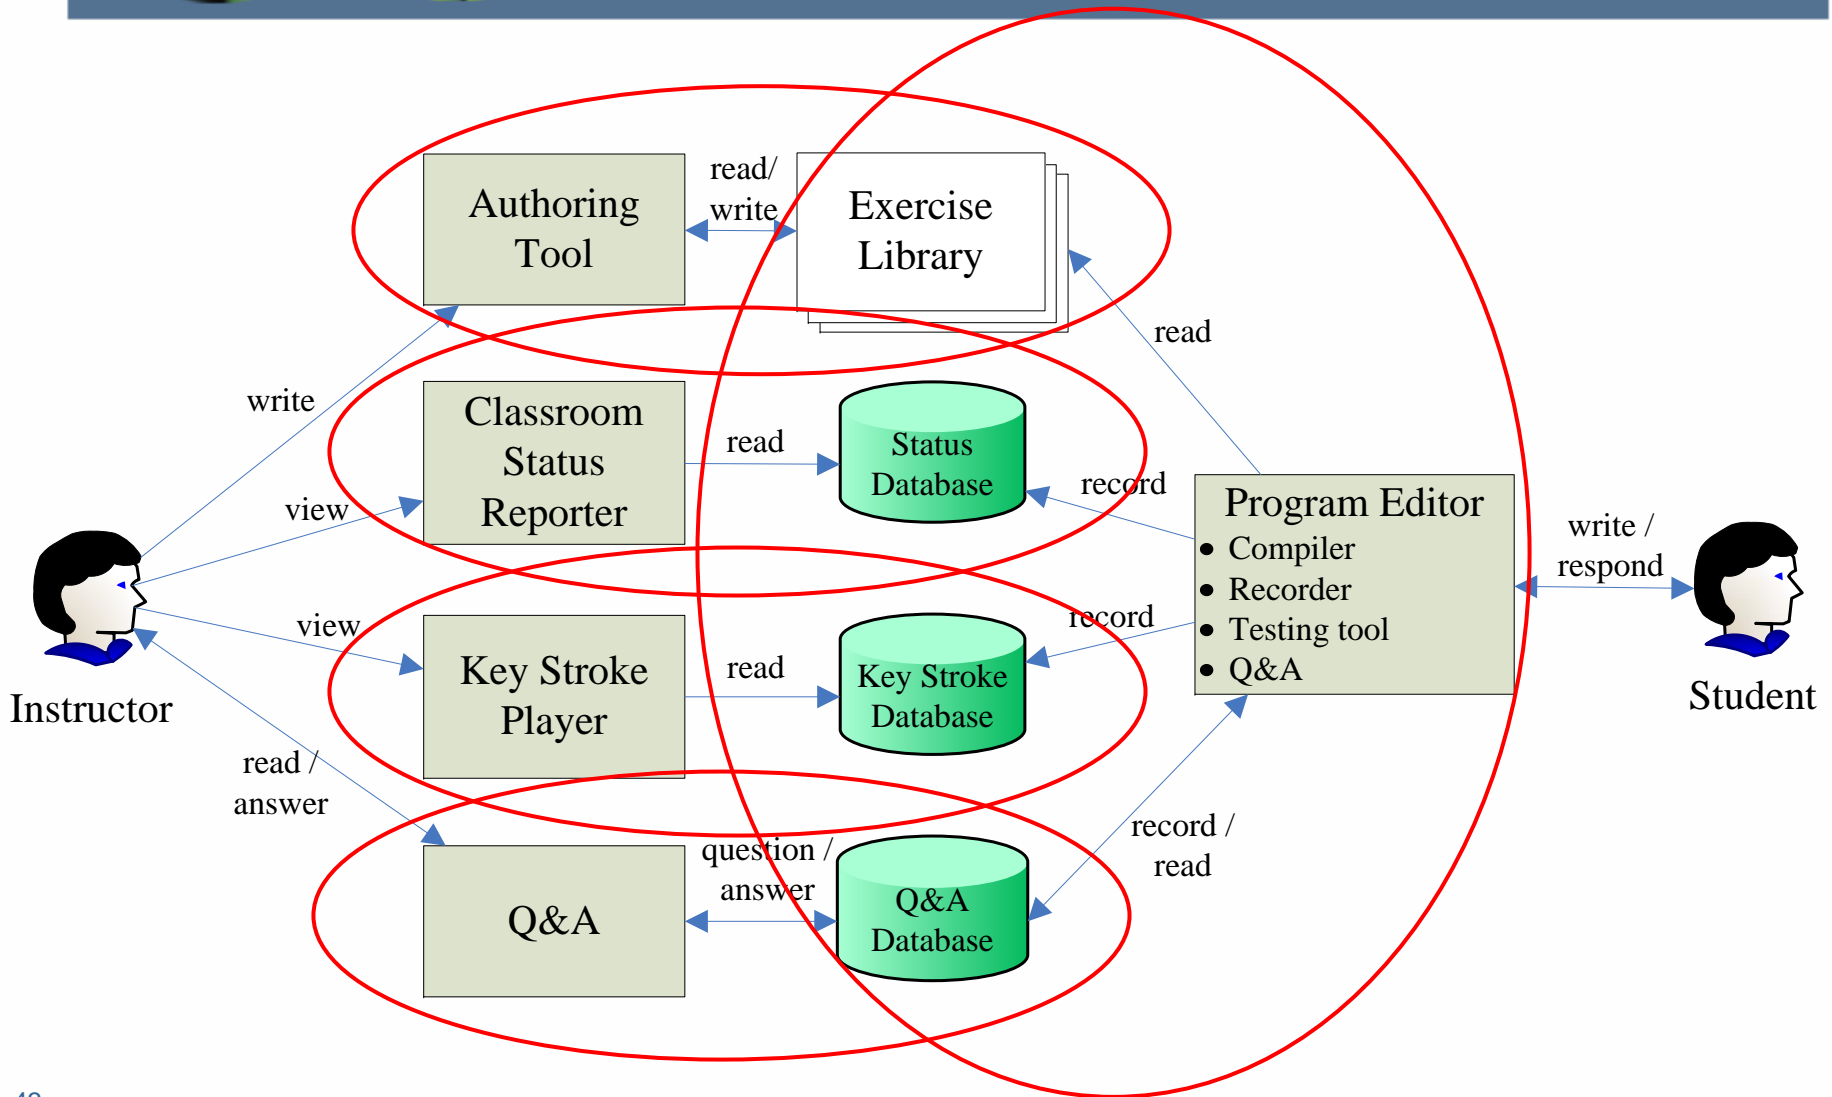 Authoring
Tool
read/
write
Exercise
Library
read
write
Classroom
Status
Reporter
read
Status
Database
record
view
Program Editor
• Compiler
• Recorder
• Testing tool
• Q&A
write /
respond
Instructor
Student
view
Key Stroke
Player
read
Key Stroke
Database
record
read /
answer
Q&A
question /
answer
Q&A
Database
record /
read